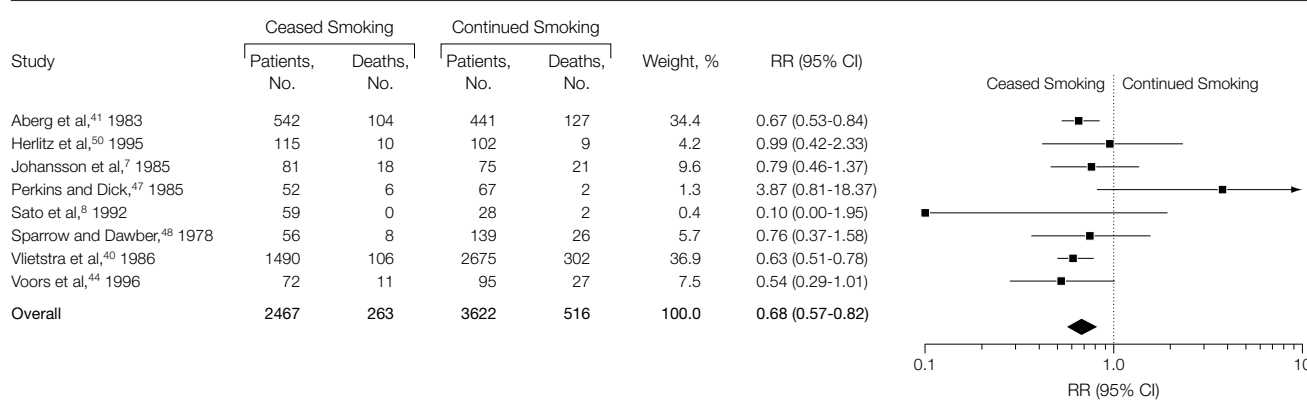 Ceased Smoking Continued Smoking
Study Patients, No. Deaths, No. Patients, No. Deaths, No. Weight, % RR (95% CI)
Ceased Smoking Continued Smoking
Aberg et al,41 1983 542 104 441 127 34.4 0.67 (0.53-0.84)
Herlitz et al,50 1995 115 10 102 9 4.2 0.99 (0.42-2.33)
Johansson et al,7 1985 81 18 75 21 9.6 0.79 (0.46-1.37)
Perkins and Dick,47 1985 52 6 67 2 1.3 3.87 (0.81-18.37)
Sato et al,8 1992 59 0 28 2 0.4 0.10 (0.00-1.95)
Sparrow and Dawber,48 1978 56 8 139 26 5.7 0.76 (0.37-1.58)
Vlietstra et al,40 1986 1490 106 2675 302 36.9 0.63 (0.51-0.78)
Voors et al,44 1996 72 11 95 27 7.5 0.54 (0.29-1.01)
Overall 2467 263 3622 516 100.0 0.68 (0.57-0.82)
0.1 1.0 10
RR (95% CI)